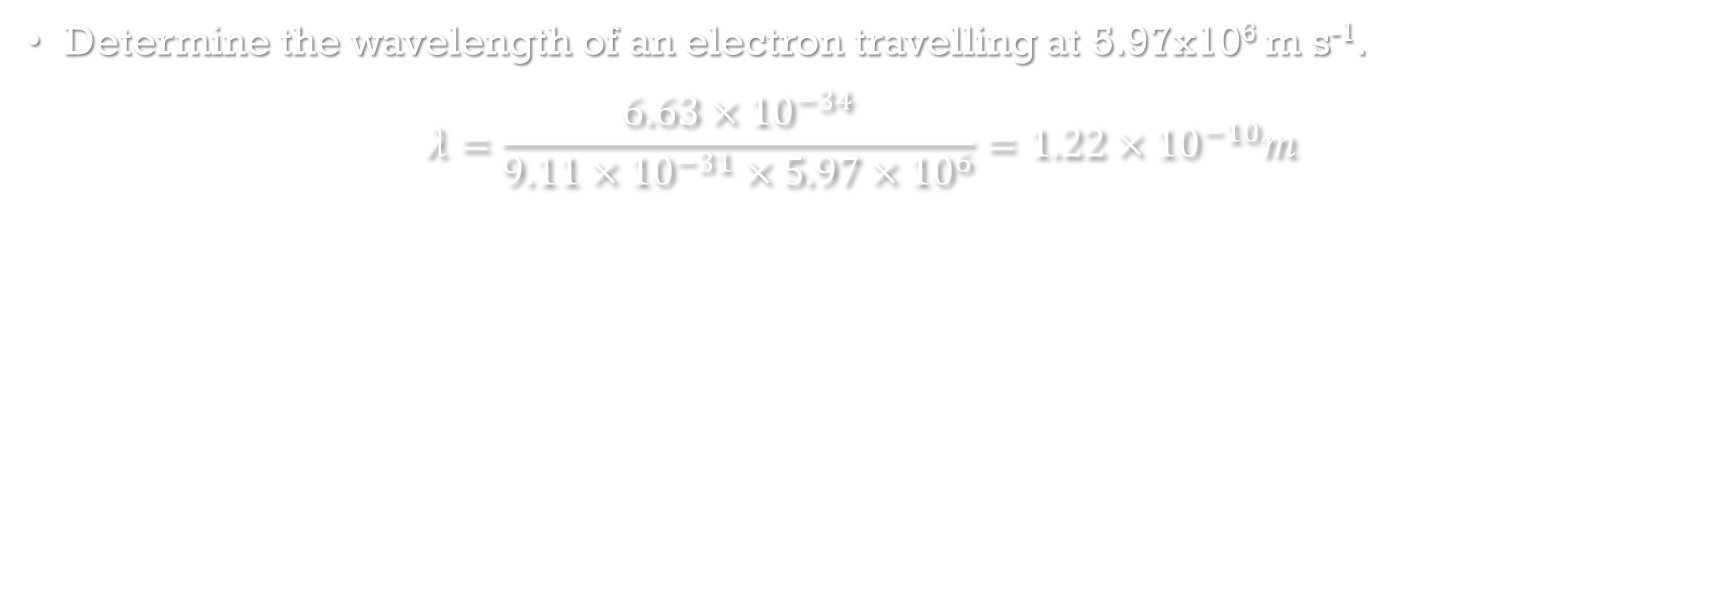 • Determine the wavelength of an electron travelling at 5.97x10⁶ m s⁻¹.
λ = \frac{6.63 × 10⁻³⁴}{9.11 × 10⁻³¹ × 5.97 × 10⁶} = 1.22 × 10⁻¹⁰m